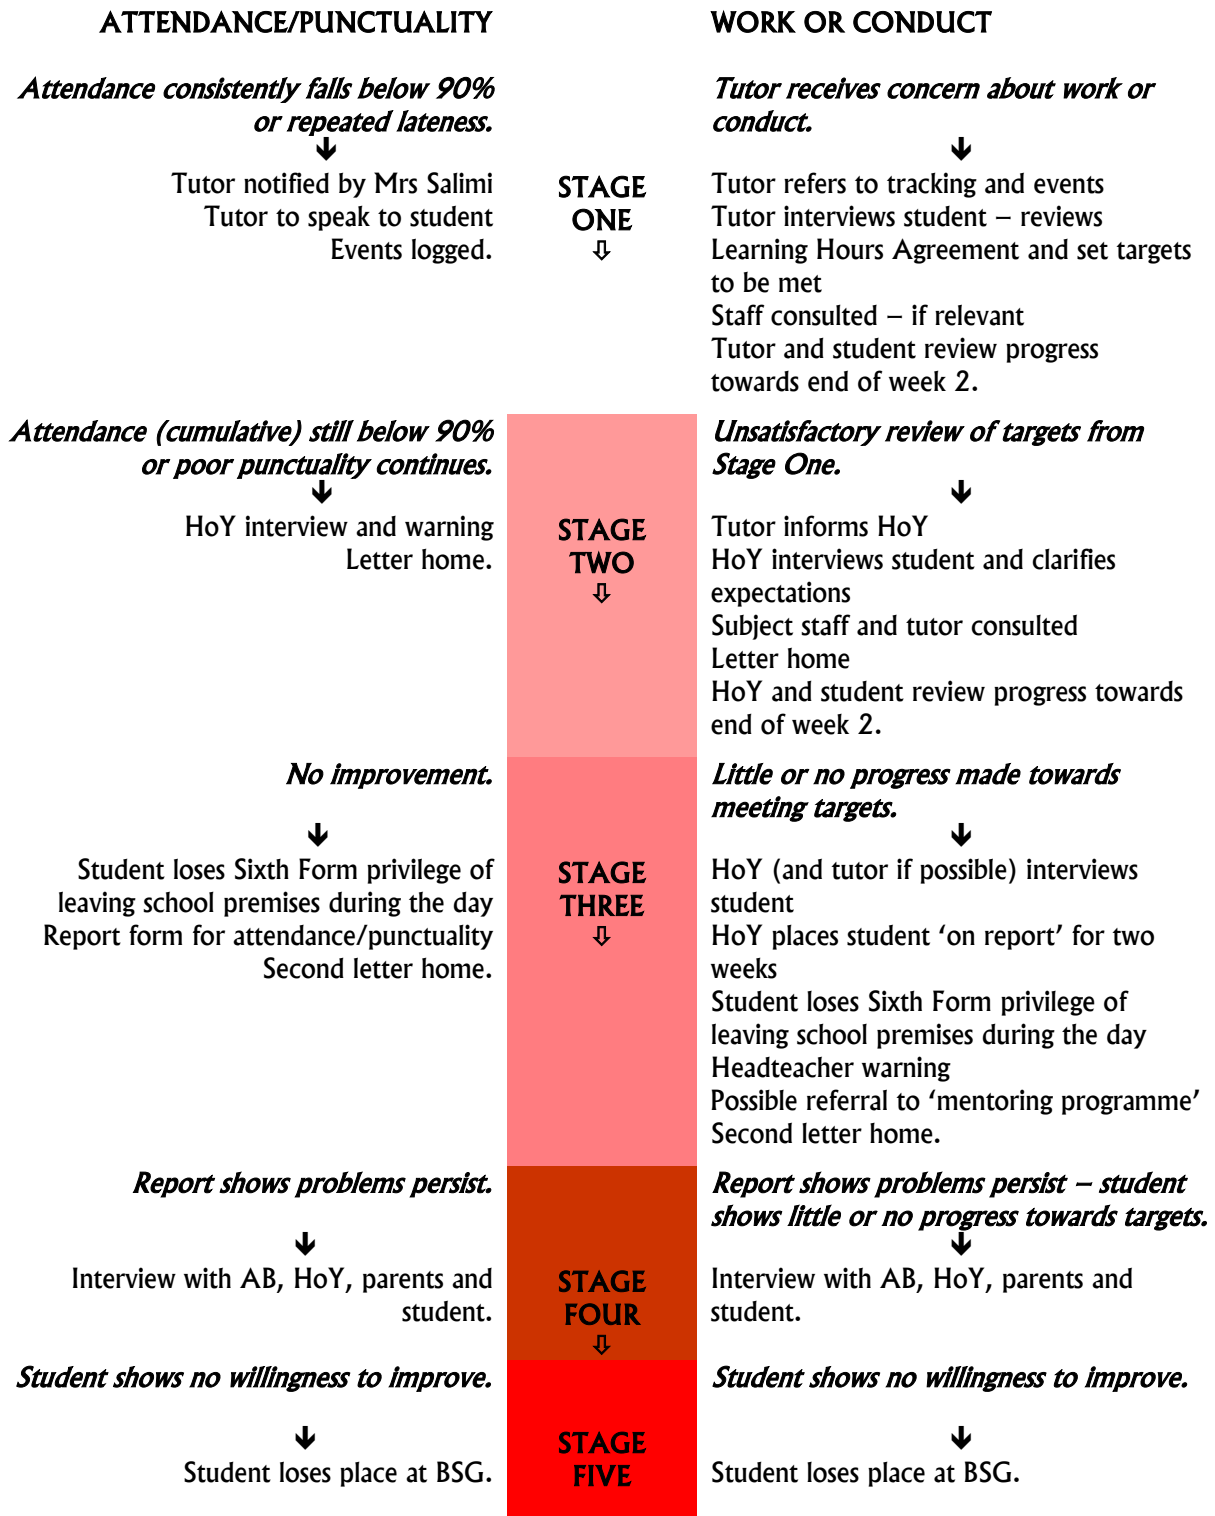 ATTENDANCE/PUNCTUALITY
WORK OR CONDUCT
Attendance consistently falls below 90%
or repeated lateness.
Tutor notified by Mrs Salimi
Tutor to speak to student
Events logged.
STAGE
ONE
Tutor receives concern about work or
conduct.
Tutor refers to tracking and events
Tutor interviews student – reviews
Learning Hours Agreement and set targets
to be met
Staff consulted – if relevant
Tutor and student review progress
towards end of week 2.
Attendance (cumulative) still below 90%
or poor punctuality continues.
HoY interview and warning
Letter home.
STAGE
TWO
Unsatisfactory review of targets from
Stage One.
Tutor informs HoY
HoY interviews student and clarifies
expectations
Subject staff and tutor consulted
Letter home
HoY and student review progress towards
end of week 2.
No improvement.
Student loses Sixth Form privilege of
leaving school premises during the day
Report form for attendance/punctuality
Second letter home.
STAGE
THREE
Little or no progress made towards
meeting targets.
HoY (and tutor if possible) interviews
student
HoY places student ‘on report’ for two
weeks
Student loses Sixth Form privilege of
leaving school premises during the day
Headteacher warning
Possible referral to ‘mentoring programme’
Second letter home.
Report shows problems persist.
Interview with AB, HoY, parents and
student.
STAGE
FOUR
Report shows problems persist – student
shows little or no progress towards targets.
Interview with AB, HoY, parents and
student.
Student shows no willingness to improve.
Student loses place at BSG.
STAGE
FIVE
Student shows no willingness to improve.
Student loses place at BSG.